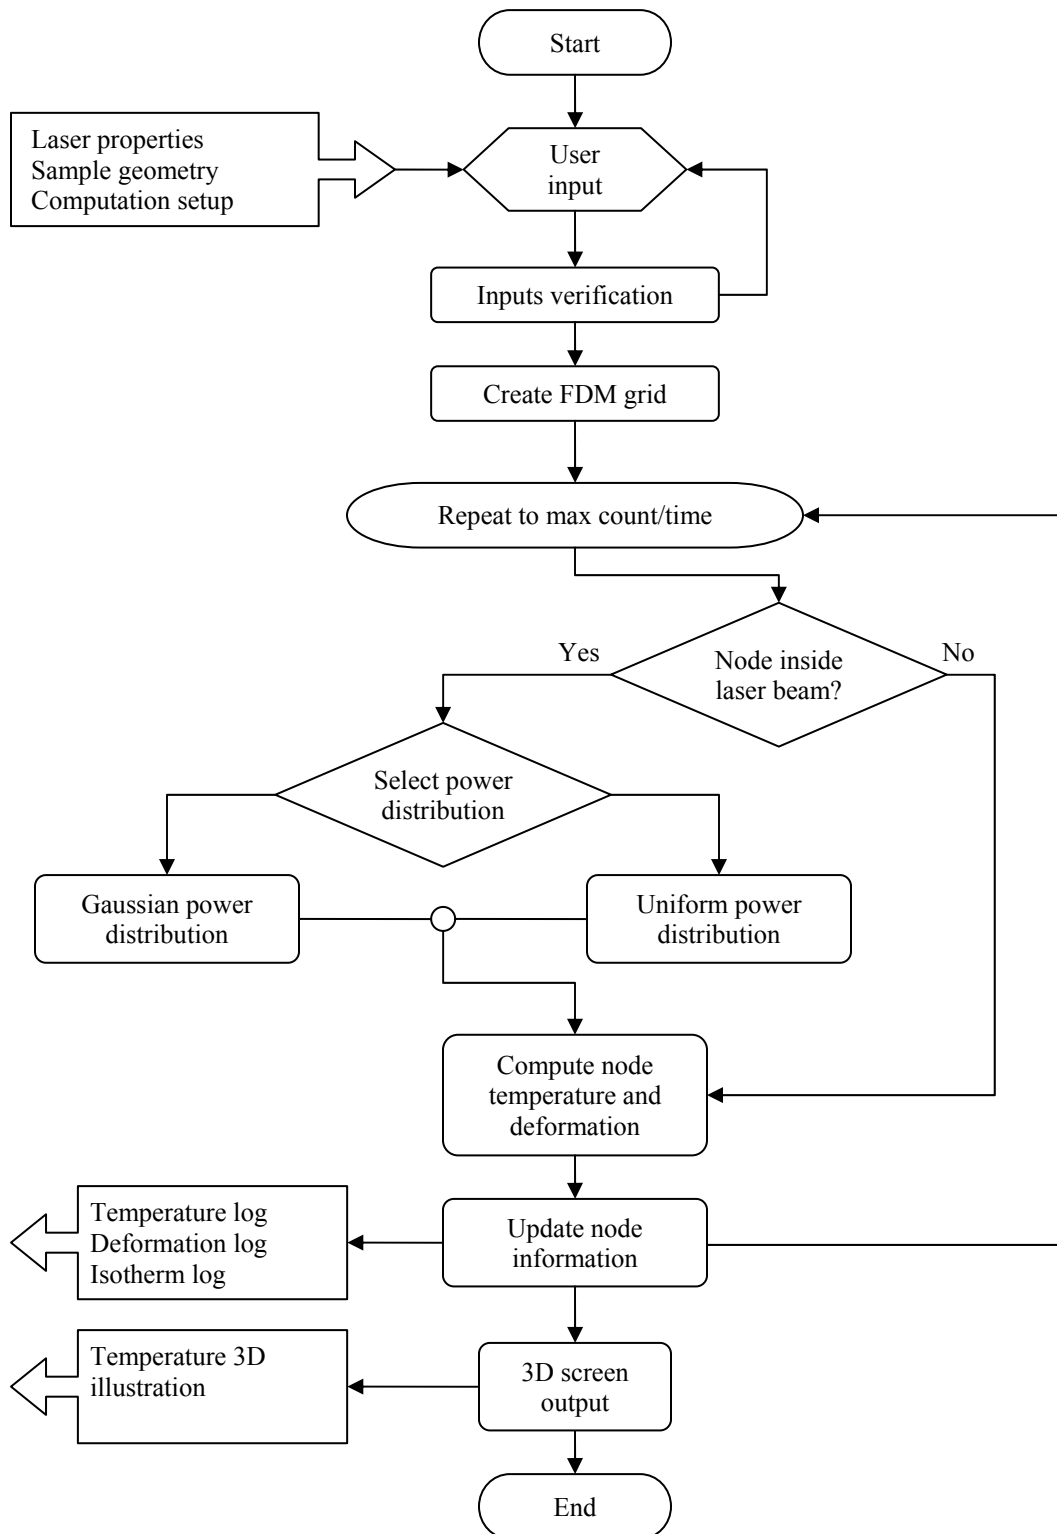 Start
Laser properties
Sample geometry
Computation setup
User
input
Inputs verification
Create FDM grid
Repeat to max count/time
Yes
Node inside
laser beam?
No
Select power
distribution
Gaussian power
distribution
Uniform power
distribution
Compute node
temperature and
deformation
Temperature log
Deformation log
Isotherm log
Update node
information
Temperature 3D
illustration
3D screen
output
End